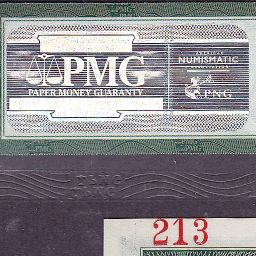 PMG
PAPER MONEY GUARANTY
AMERICAN
NUMISMATIC
PNG
213